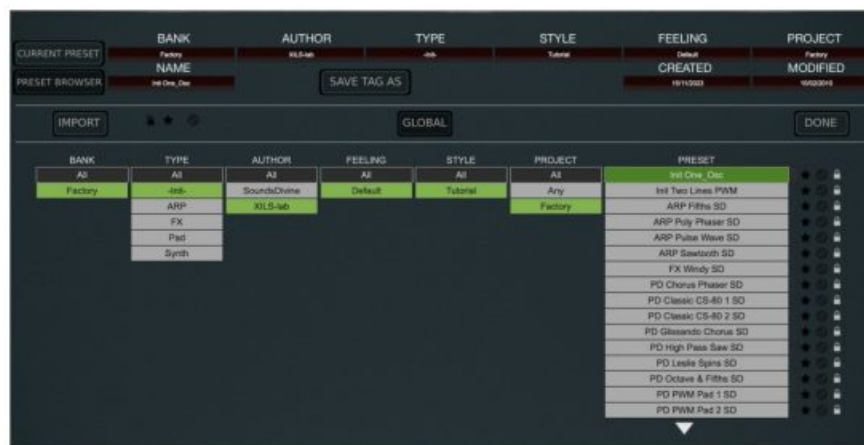 BANK AUTHOR TYPE STYLE FEELING PROJECT
CURRENT PRESET Factory XILS-lab -Init- Tutorial Default Factory
NAME CREATED MODIFIED
PRESET BROWSER Init One_Osc SAVE TAG AS 15/11/2023
IMPORT GLOBAL DONE
BANK TYPE AUTHOR FEELING STYLE PROJECT PRESET
All All All All All All Init One_Osc
Factory -Init- SoundsDivine Default Tutorial Any Init Two Lines PWM
ARP XILS-lab Factory ARP Fifths SD
FX ARP Poly Phaser SD
Pad ARP Pulse Wave SD
Synth ARP Sawtooth SD
FX Windy SD
PD Chorus Phaser SD
PD Classic CS-80 1 SD
PD Classic CS-80 2 SD
PD Glissando Chorus SD
PD High Pass Saw SD
PD Leslie Spins SD
PD Octave & Fifths SD
PD PWM Pad 1 SD
PD PWM Pad 2 SD